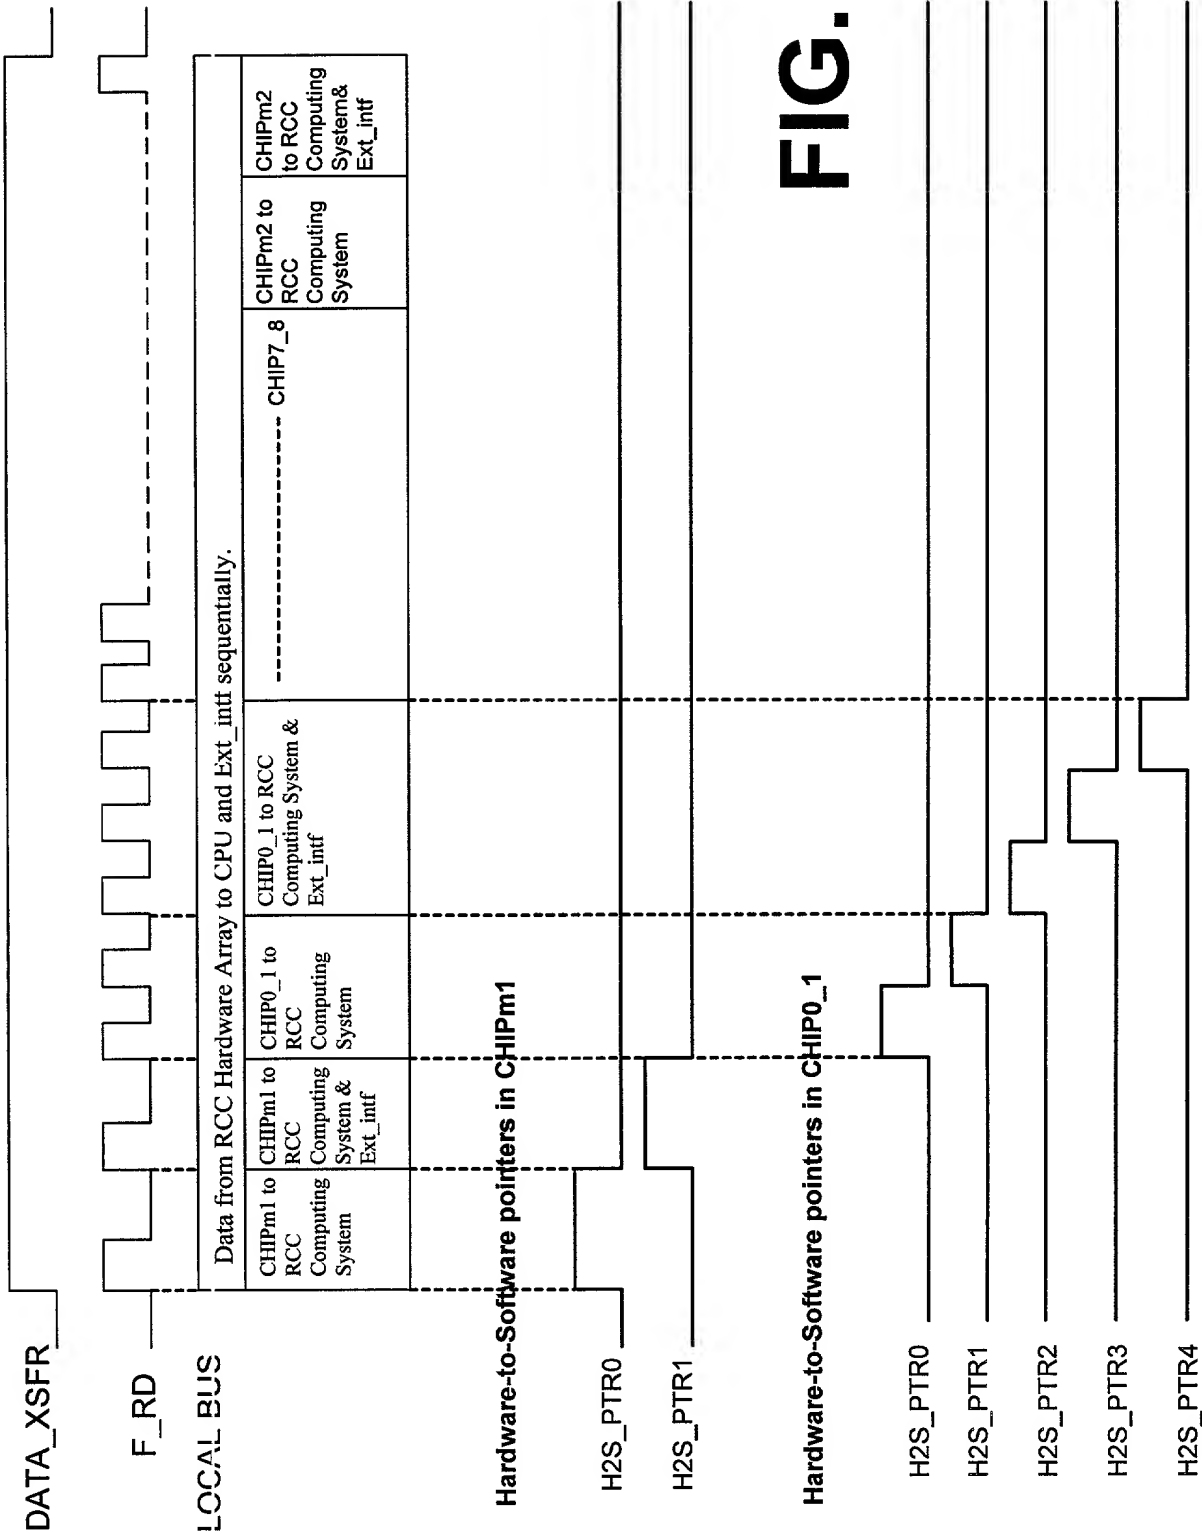 DATA_XSFR
F_RD
LOCAL BUS
Data from RCC Hardware Array to CPU and Ext_intf sequentially.
CHIPm1 to
RCC
Computing
System
CHIPm1 to
RCC
Computing
System &
Ext_intf
CHIP0_1 to
RCC
Computing
System
CHIP0_1 to RCC
Computing System &
Ext_intf
CHIP7_8
CHIPm2 to
RCC
Computing
System
CHIPm2
to RCC
Computing
System&
Ext_intf
Hardware-to-Software pointers in CHIPm1
H2S_PTR0
H2S_PTR1
Hardware-to-Software pointers in CHIP0_1
H2S_PTR0
H2S_PTR1
H2S_PTR2
H2S_PTR3
H2S_PTR4
FIG.